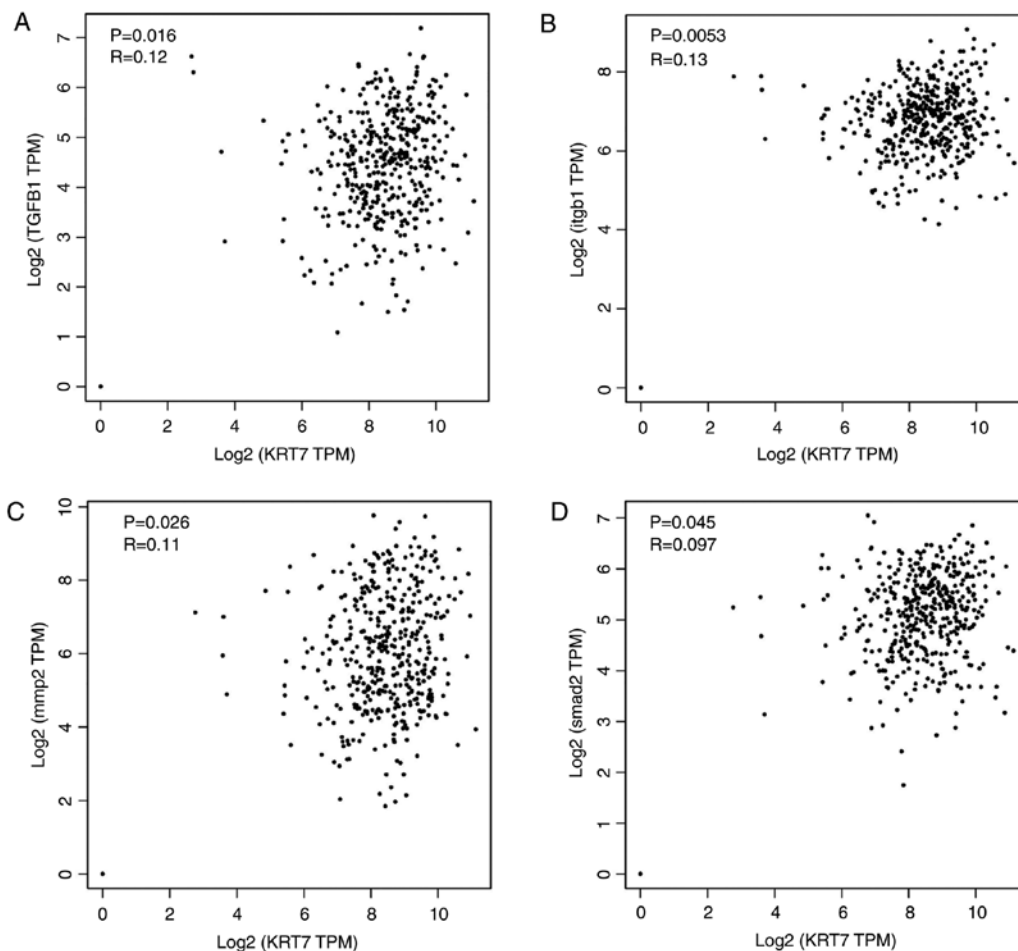 A
P=0.016
R=0.12
Log2 (TGFB1 TPM)
7
6
5
4
3
2
1
0
0 2 4 6 8 10
Log2 (KRT7 TPM)
B
P=0.0053
R=0.13
Log2 (itgb1 TPM)
8
6
4
2
0
0 2 4 6 8 10
Log2 (KRT7 TPM)
C
P=0.026
R=0.11
Log2 (mmp2 TPM)
10
8
6
4
2
0
0 2 4 6 8 10
Log2 (KRT7 TPM)
D
P=0.045
R=0.097
Log2 (smad2 TPM)
7
6
5
4
3
2
1
0
0 2 4 6 8 10
Log2 (KRT7 TPM)